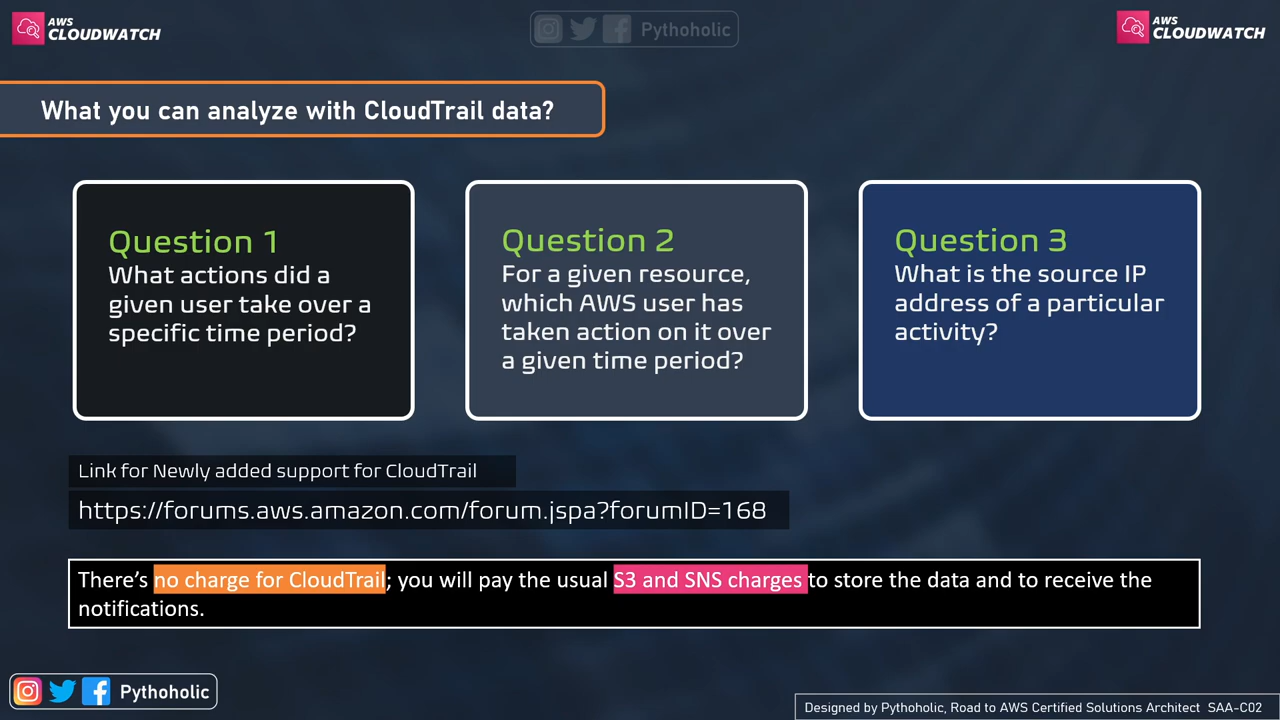 AWS
CLOUDWATCH
Pythoholic
AWS
CLOUDWATCH
What you can analyze with CloudTrail data?
Question 1
What actions did a
given user take over a
specific time period?
Question 2
For a given resource,
which AWS user has
taken action on it over
a given time period?
Question 3
What is the source IP
address of a particular
activity?
Link for Newly added support for CloudTrail
https://forums.aws.amazon.com/forum.jspa?forumID=168
There’s no charge for CloudTrail; you will pay the usual S3 and SNS charges to store the data and to receive the
notifications.
Pythoholic
Designed by Pythoholic, Road to AWS Certified Solutions Architect SAA-C02